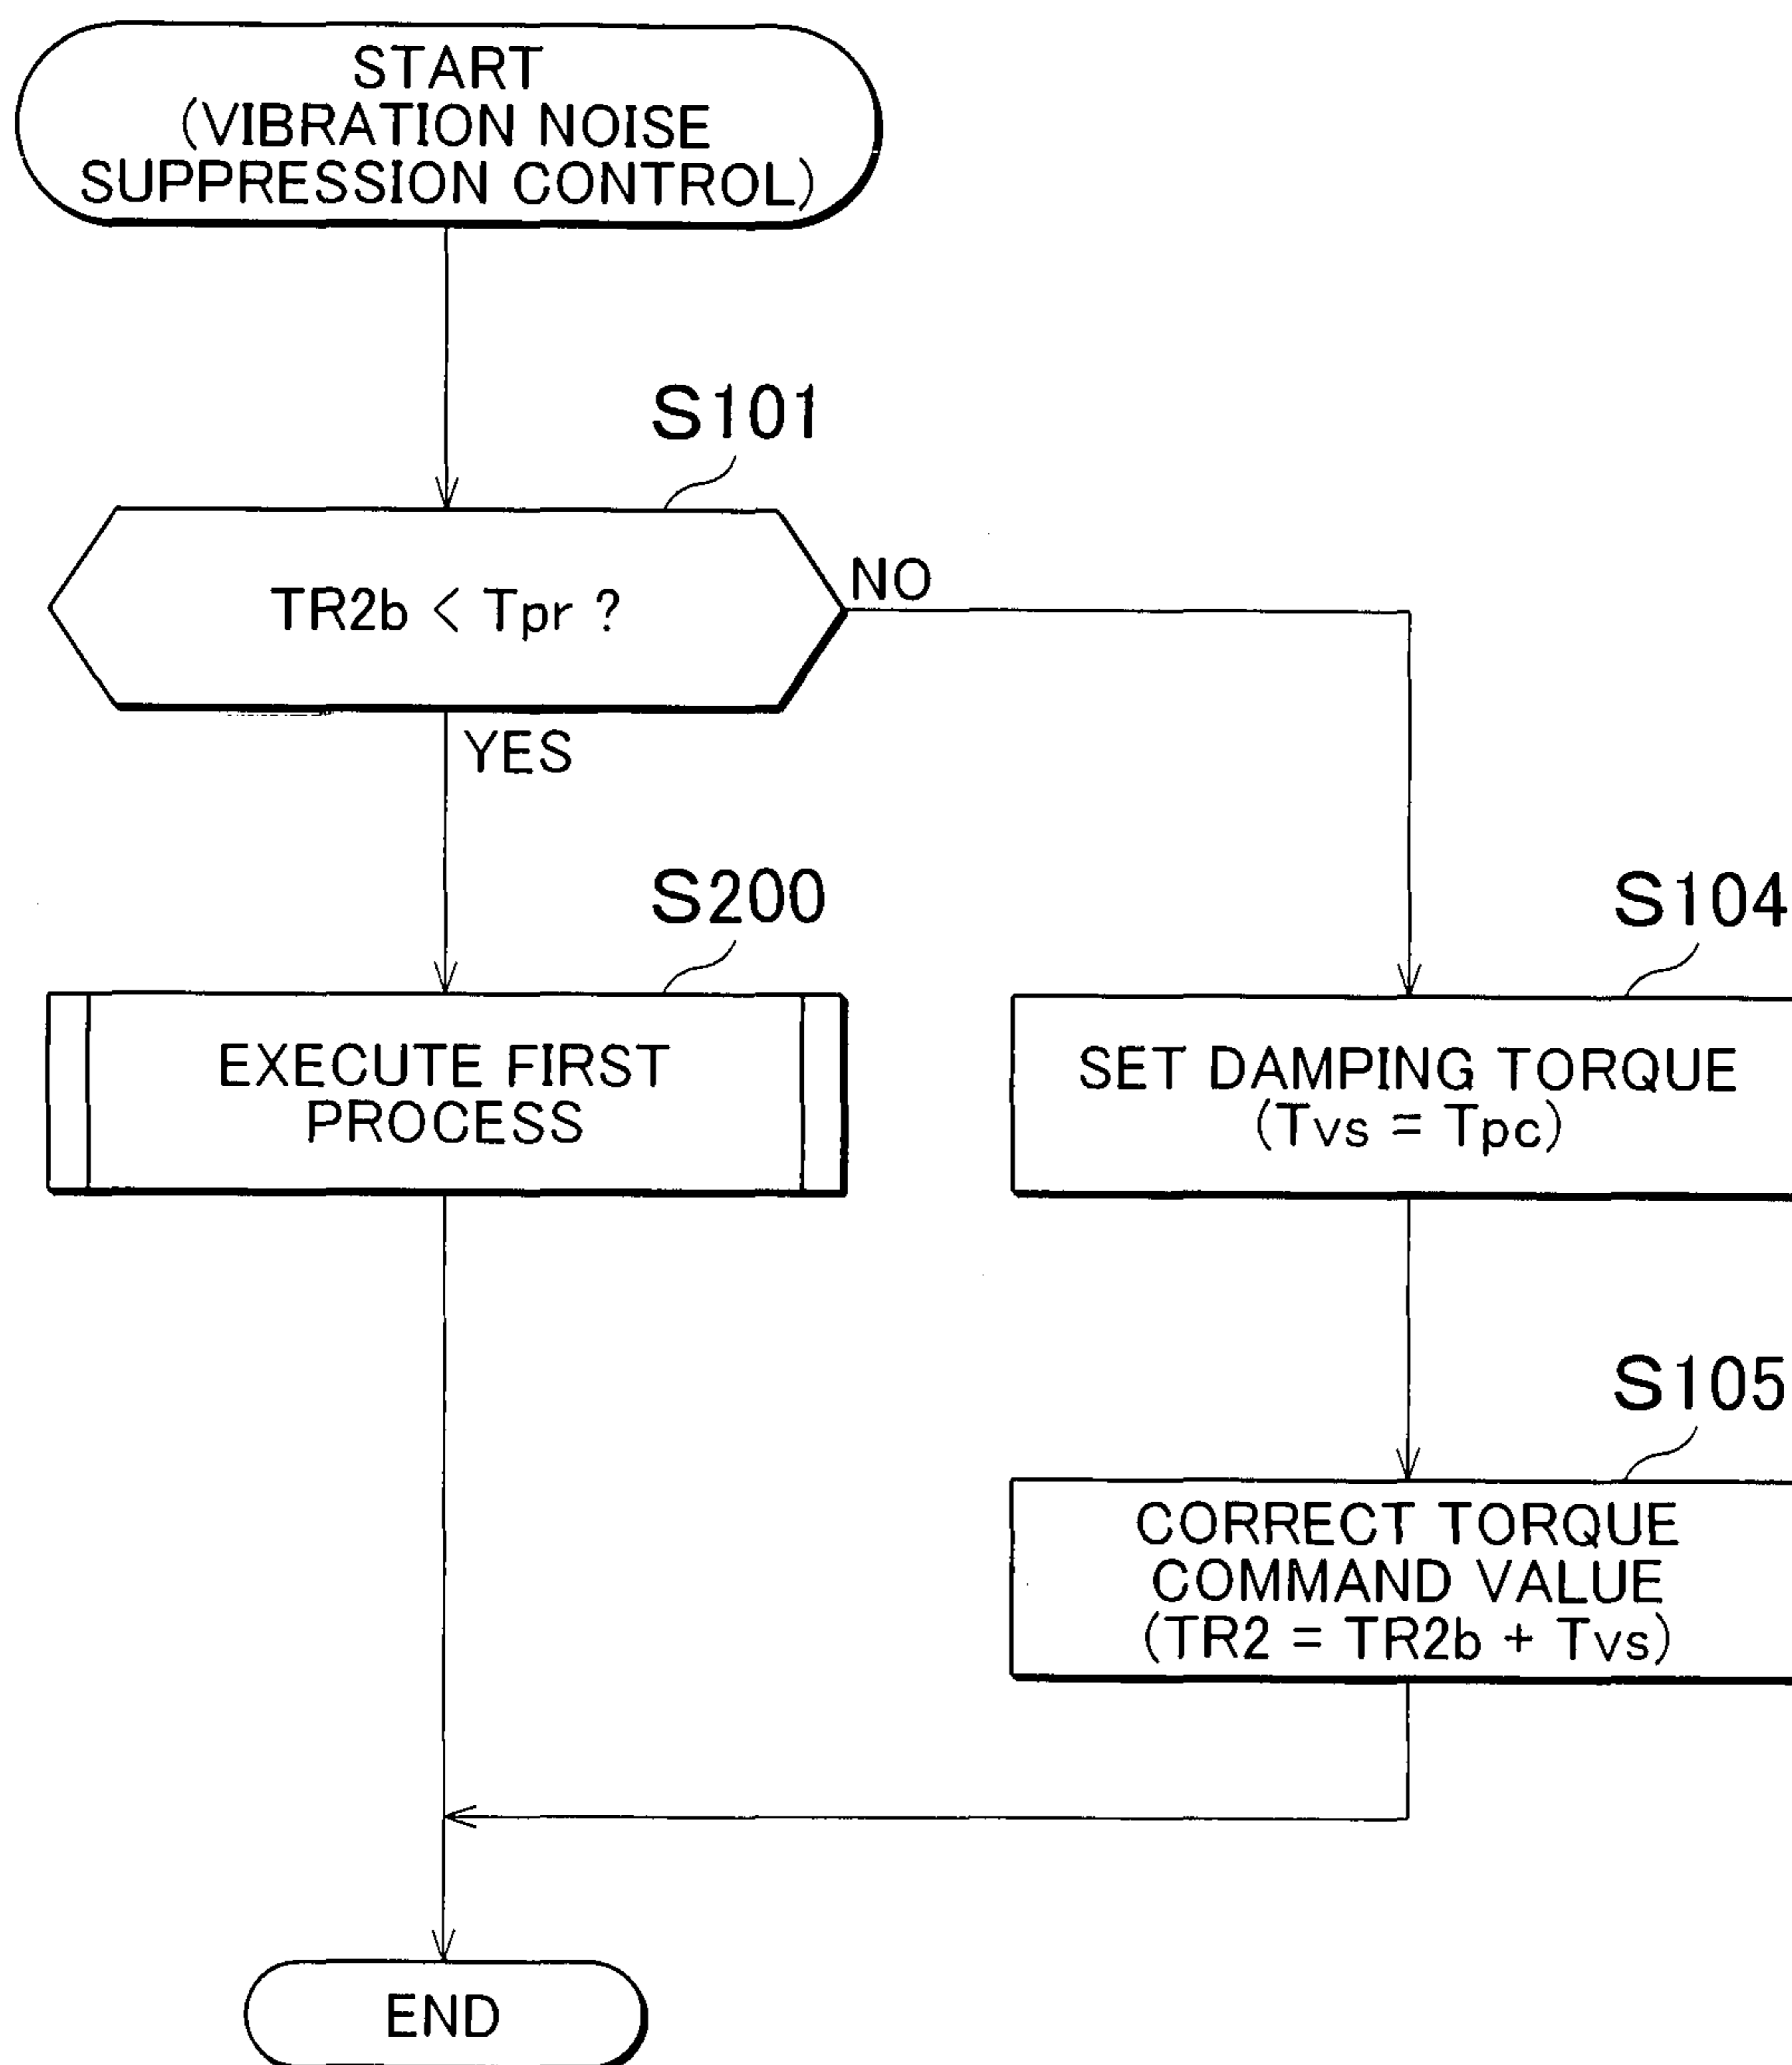 START
(VIBRATION NOISE
SUPPRESSION CONTROL)
S101
TR2b < Tpr ?
NO
YES
S200
EXECUTE FIRST
PROCESS
S104
SET DAMPING TORQUE
(Tvs = Tpc)
S105
CORRECT TORQUE
COMMAND VALUE
(TR2 = TR2b + Tvs)
END